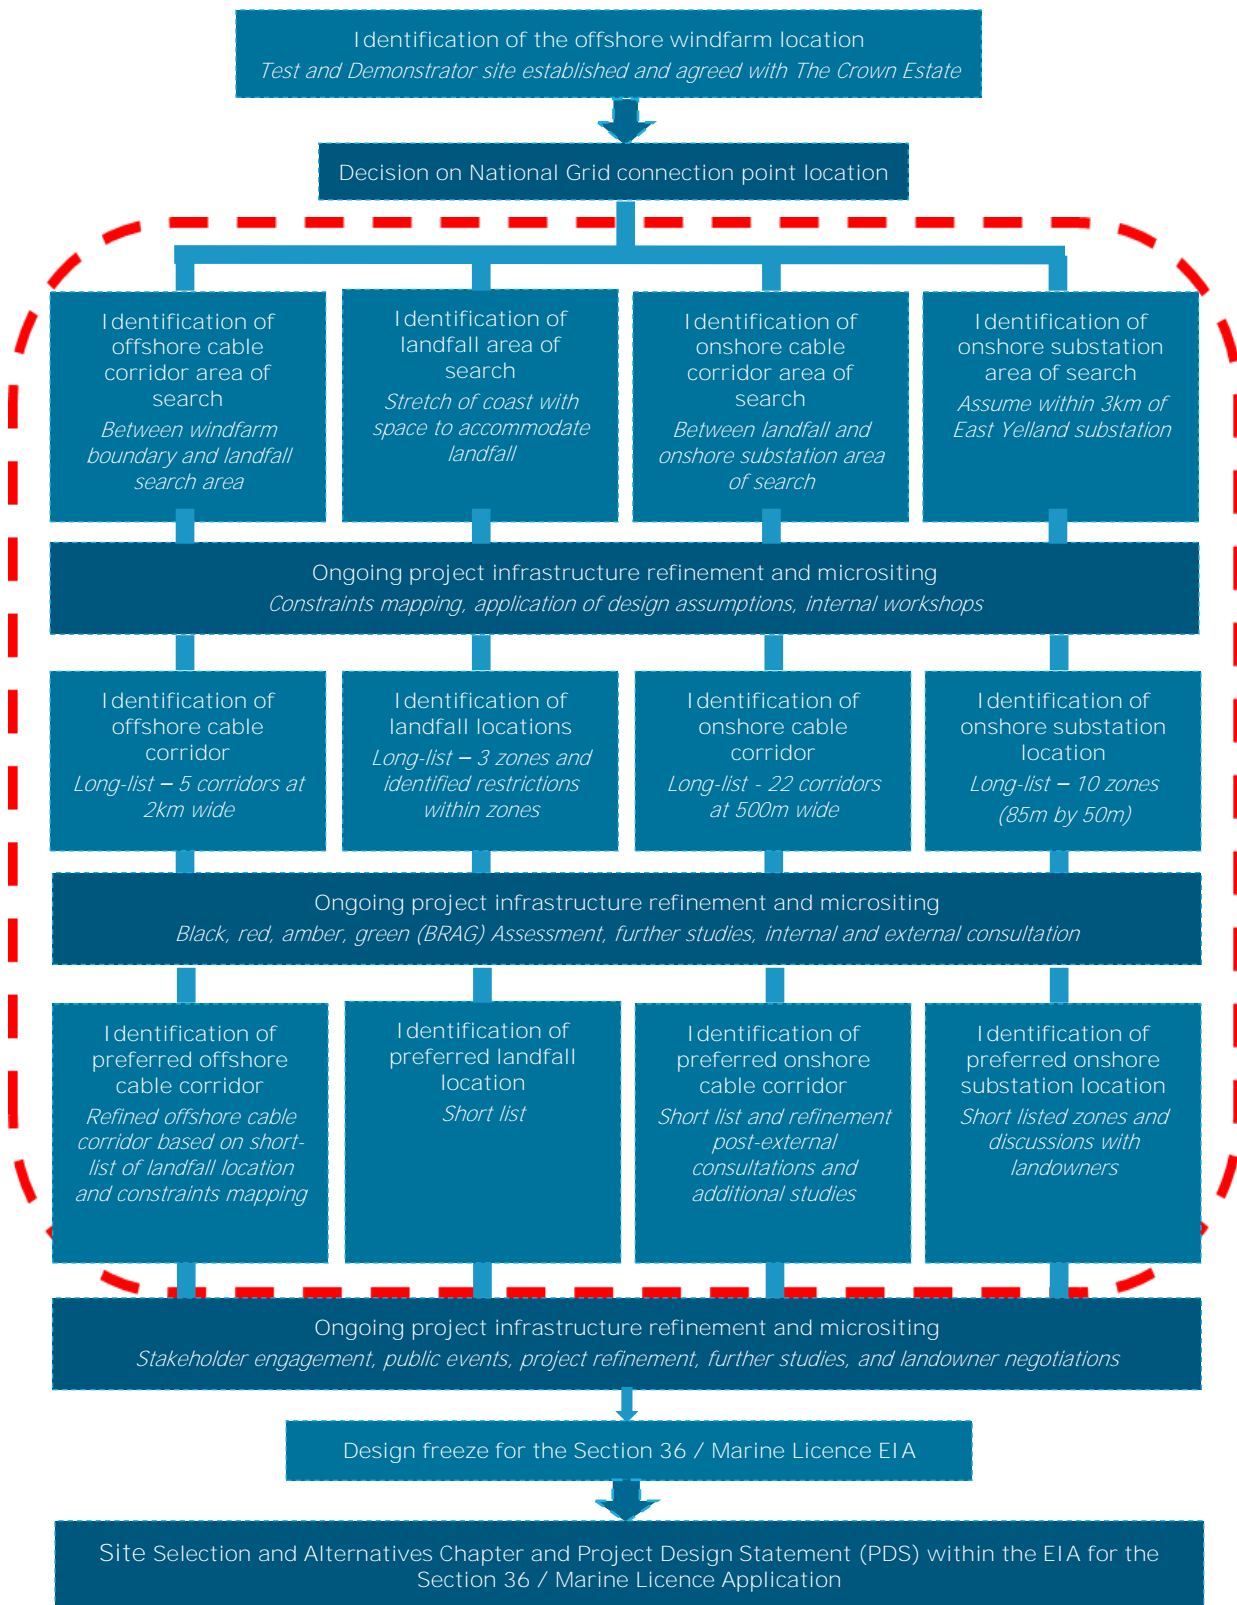 Identification of the offshore windfarm location
Test and Demonstrator site established and agreed with The Crown Estate
Decision on National Grid connection point location
Identification of
offshore cable
corridor area of
search
Between windfarm
boundary and landfall
search area
Identification of
landfall area of
search
Stretch of coast with
space to accommodate
landfall
Identification of
onshore cable
corridor area of
search
Between landfall and
onshore substation area
of search
Identification of
onshore substation
area of search
Assume within 3km of
East Yelland substation
Ongoing project infrastructure refinement and micrositing
Constraints mapping, application of design assumptions, internal workshops
Identification of
offshore cable
corridor
Long-list – 5 corridors at
2km wide
Identification of
landfall locations
Long-list – 3 zones and
identified restrictions
within zones
Identification of
onshore cable
corridor
Long-list - 22 corridors
at 500m wide
Identification of
onshore substation
location
Long-list – 10 zones
(85m by 50m)
Ongoing project infrastructure refinement and micrositing
Black, red, amber, green (BRAG) Assessment, further studies, internal and external consultation
Identification of
preferred offshore
cable corridor
Refined offshore cable
corridor based on short-
list of landfall location
and constraints mapping
Identification of
preferred landfall
location
Short list
Identification of
preferred onshore
cable corridor
Short list and refinement
post-external
consultations and
additional studies
Identification of
preferred onshore
substation location
Short listed zones and
discussions with
landowners
Ongoing project infrastructure refinement and micrositing
Stakeholder engagement, public events, project refinement, further studies, and landowner negotiations
Design freeze for the Section 36 / Marine Licence EIA
Site Selection and Alternatives Chapter and Project Design Statement (PDS) within the EIA for the
Section 36 / Marine Licence Application